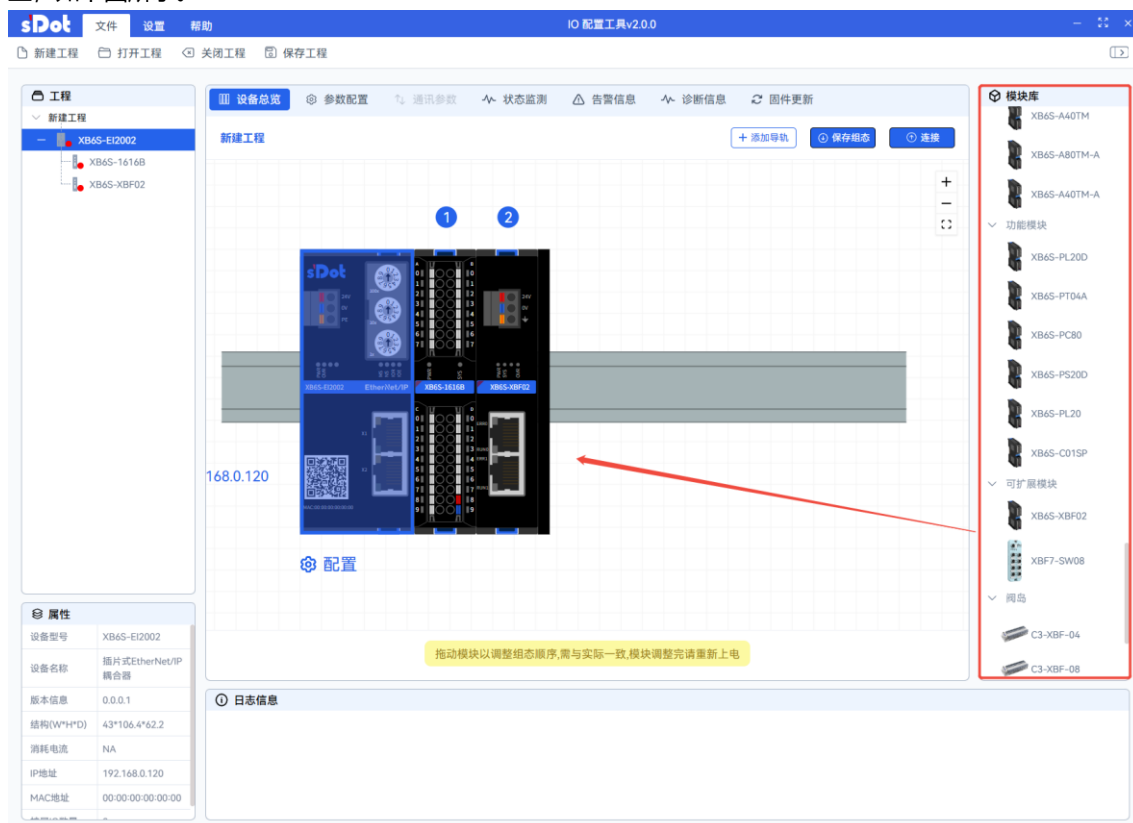 s'Dot 文件 设置 帮助 IO 配置工具v2.0.0
新建工程 打开工程 关闭工程 保存工程
工程
新建工程
XB6S-EI2002
XB6S-1616B
XB6S-XBF02
设备总览 参数配置 通讯参数 状态监测 告警信息 诊断信息 固件更新
新建工程 + 添加导轨 保存组态 连接
1 2
s'Dot
24V
0V
PE
XB6S-EI2002 EtherNet/IP XB6S-1616B XB6S-XBF02
168.0.120
MAC:00:00:00:00:00:00
配置
拖动模块以调整组态顺序,需与实际一致,模块调整完请重新上电
模块库
XB6S-A40TM
XB6S-A80TM-A
XB6S-A40TM-A
功能模块
XB6S-PL20D
XB6S-PT04A
XB6S-PC80
XB6S-PS20D
XB6S-PL20
XB6S-C01SP
可扩展模块
XB6S-XBF02
XBF7-SW08
阀岛
C3-XBF-04
C3-XBF-08
属性
设备型号 XB6S-EI2002
设备名称 插片式EtherNet/IP
耦合器
版本信息 0.0.0.1
结构(W*H*D) 43*106.4*62.2
消耗电流 NA
IP地址 192.168.0.120
MAC地址 00:00:00:00:00:00
日志信息